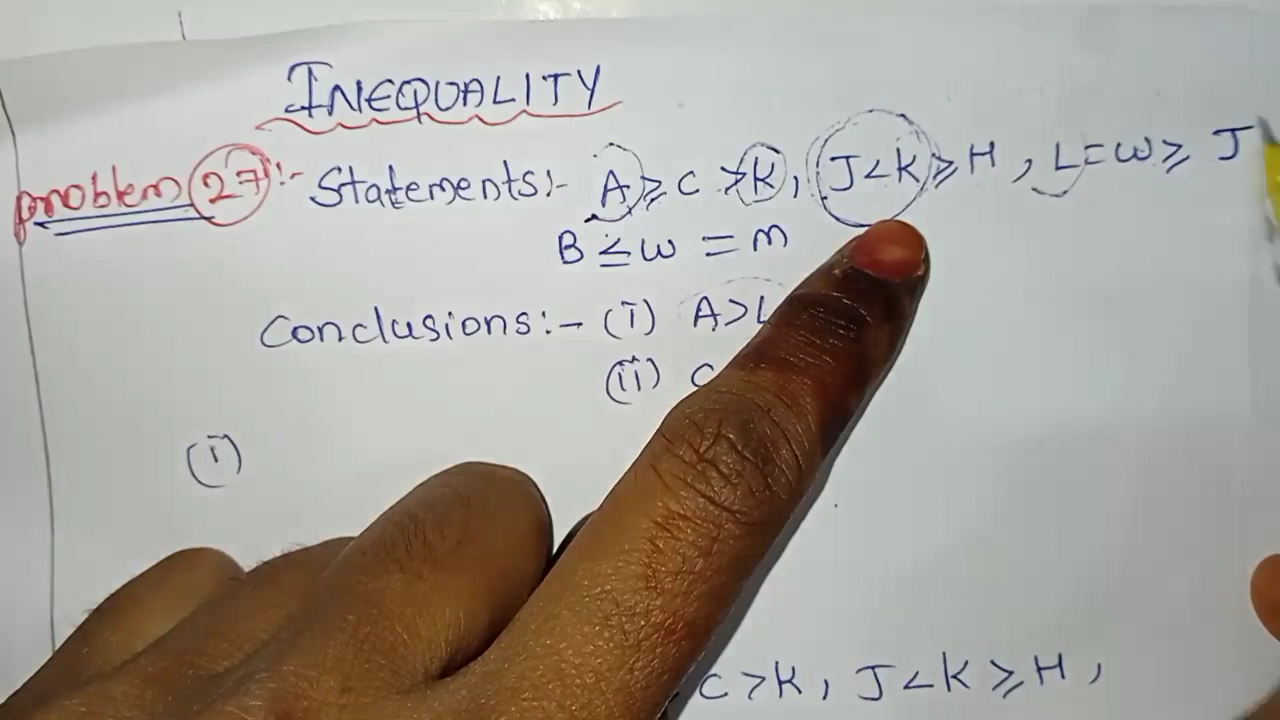 INEQUALITY
problem 27:- Statements:- A ≥ C > K, J < K ≥ H, L = W ≥ J
B ≤ W = M
Conclusions:- (i) A > L
(ii) C
(i)
C > K, J < K ≥ H,